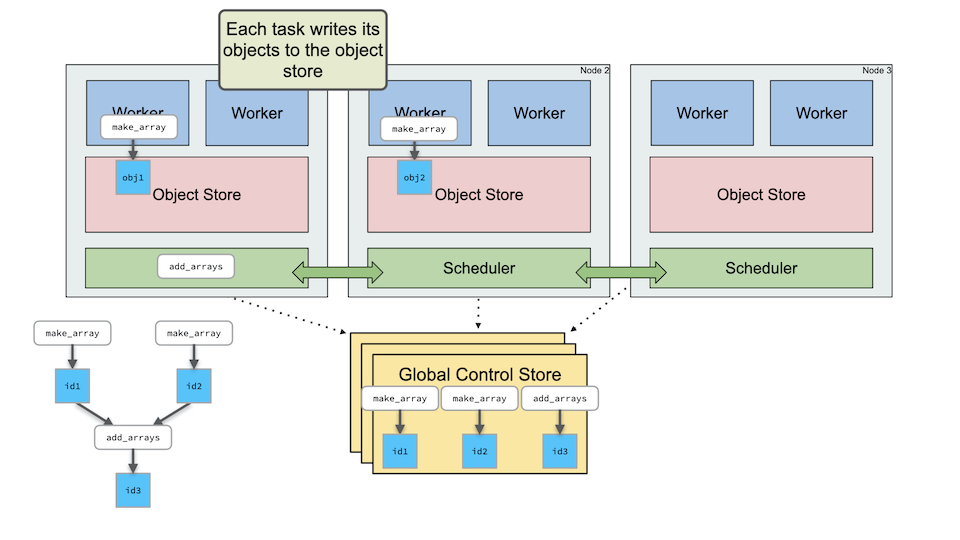 Each task writes its
objects to the object
store
Node 2
Node 3
Worker
Worker
Worker
Worker
Worker
Worker
make_array
make_array
obj1
obj2
Object Store
Object Store
Object Store
add_arrays
Scheduler
Scheduler
make_array
make_array
id1
id2
add_arrays
id3
Global Control Store
make_array
make_array
add_arrays
id1
id2
id3